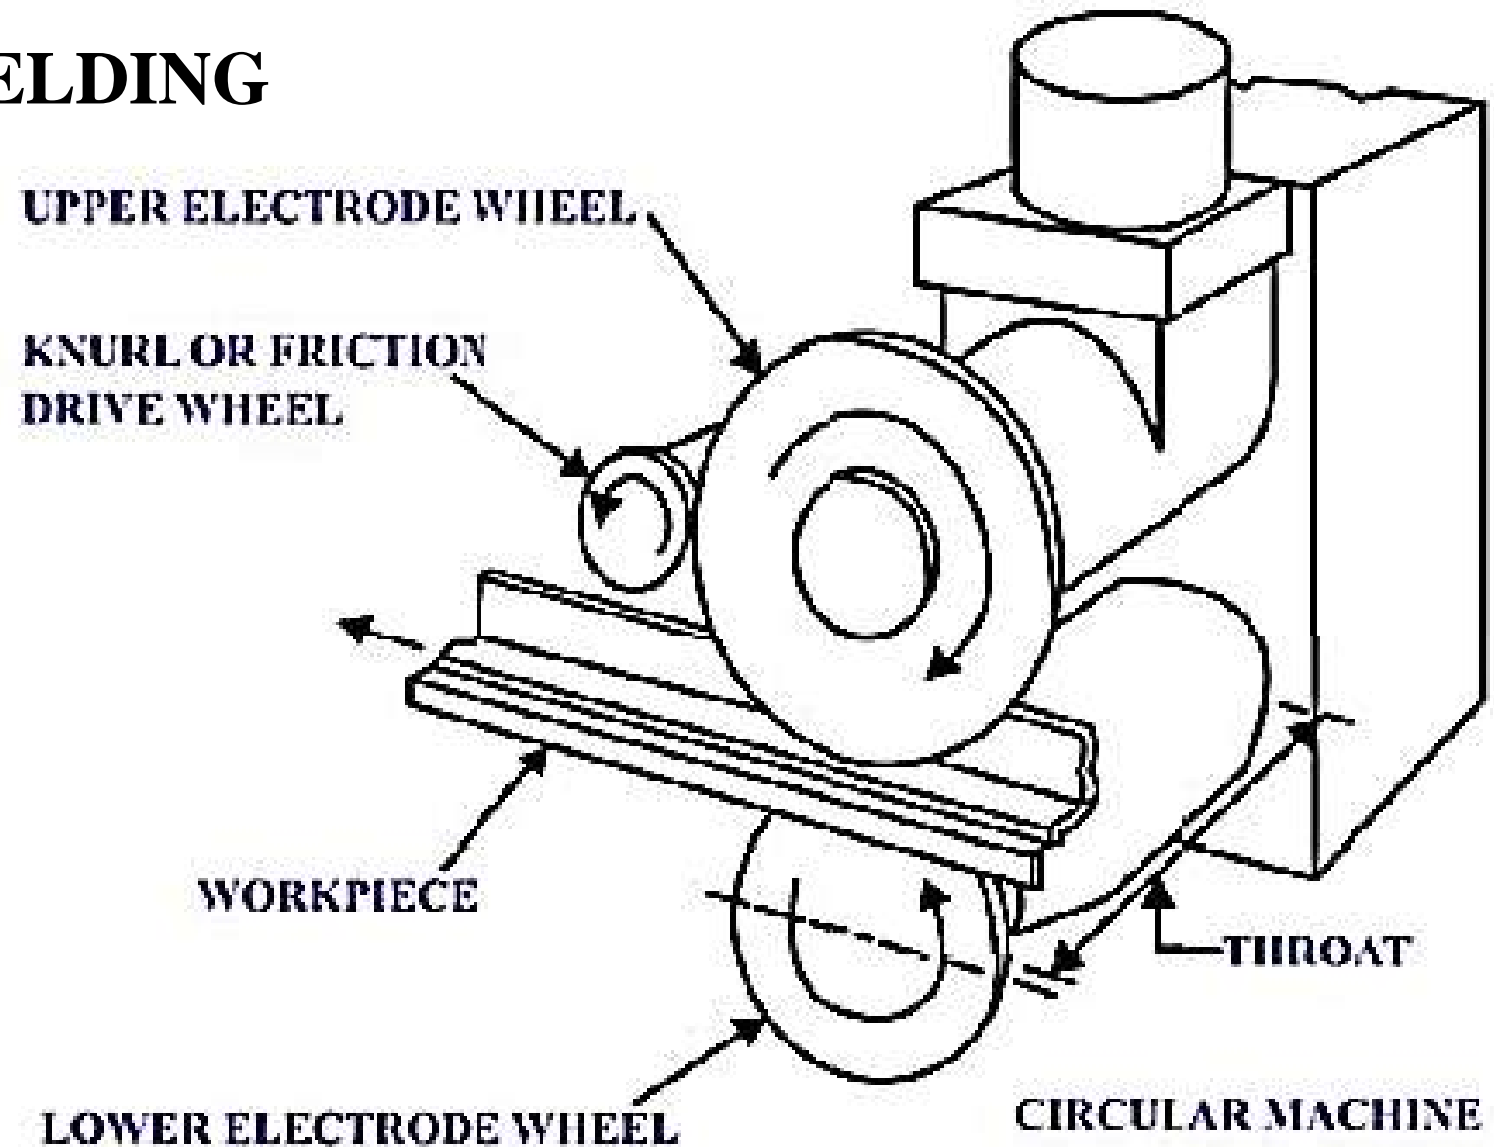 ELDING
UPPER ELECTRODE WHEEL
KNURL OR FRICTION
DRIVE WHEEL
WORKPIECE
THROAT
LOWER ELECTRODE WHEEL
CIRCULAR MACHINE